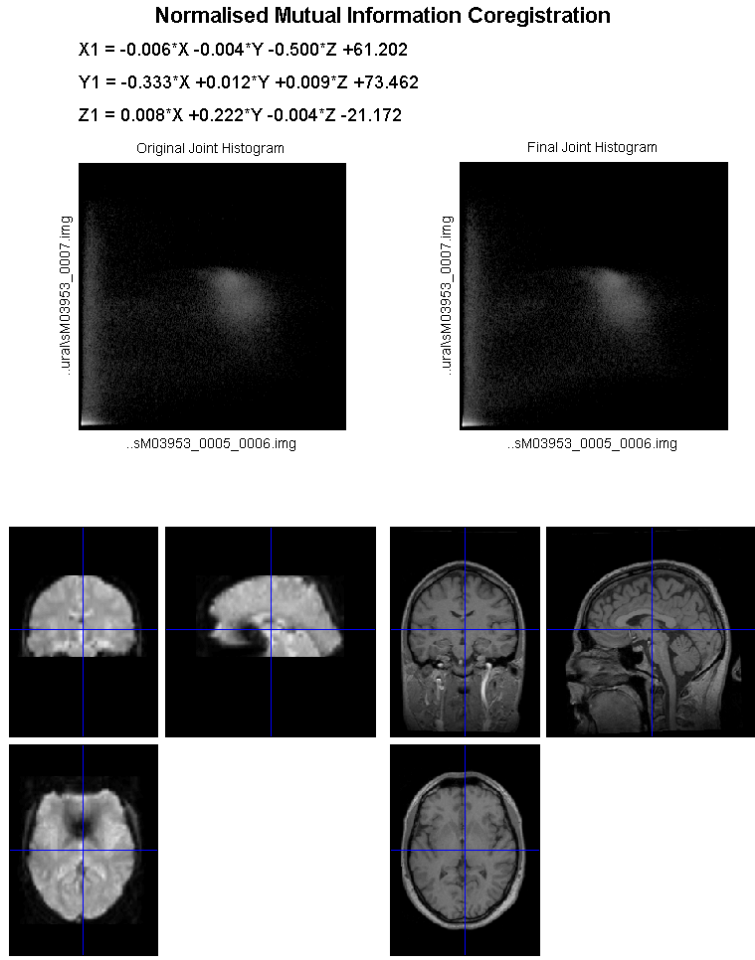 Normalised Mutual Information Coregistration
X1 = -0.006*X -0.004*Y -0.500*Z +61.202
Y1 = -0.333*X +0.012*Y +0.009*Z +73.462
Z1 = 0.008*X +0.222*Y -0.004*Z -21.172
Original Joint Histogram
..ural\sM03953_0007.img
..sM03953_0005_0006.img
Final Joint Histogram
..ural\sM03953_0007.img
..sM03953_0005_0006.img